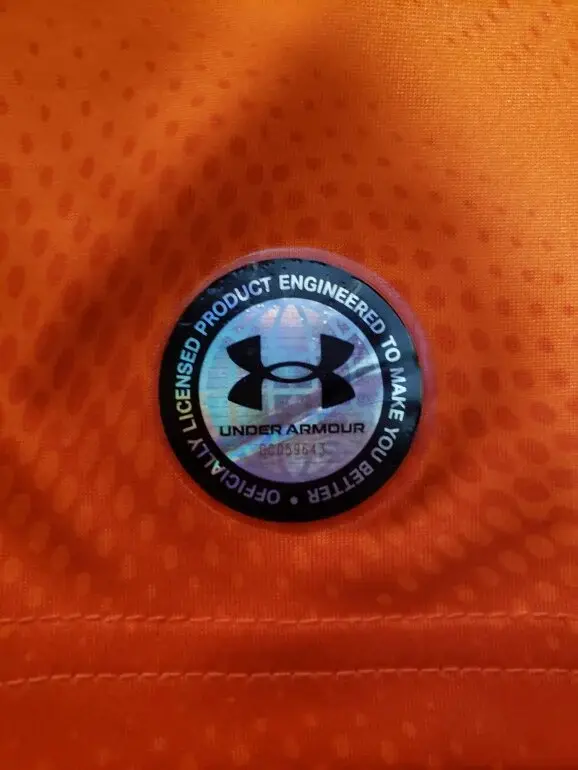 OFFICIALLY LICENSED PRODUCT ENGINEERED TO MAKE YOU BETTER •
UNDER ARMOUR